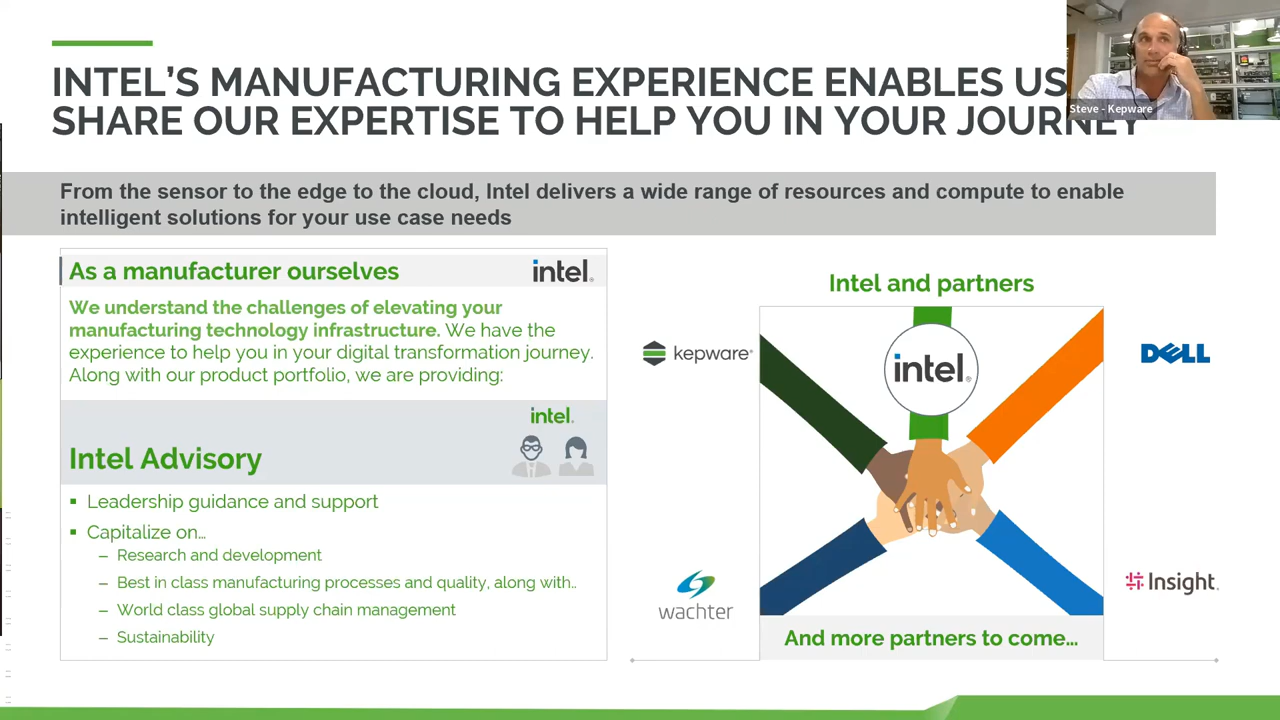 INTEL'S MANUFACTURING EXPERIENCE ENABLES US
SHARE OUR EXPERTISE TO HELP YOU IN YOUR JOURNEY
Steve - Kepware
From the sensor to the edge to the cloud, Intel delivers a wide range of resources and compute to enable
intelligent solutions for your use case needs
As a manufacturer ourselves
intel®
We understand the challenges of elevating your
manufacturing technology infrastructure. We have the
experience to help you in your digital transformation journey.
Along with our product portfolio, we are providing:
intel.
Intel Advisory
▪ Leadership guidance and support
▪ Capitalize on…
– Research and development
– Best in class manufacturing processes and quality, along with..
– World class global supply chain management
– Sustainability
Intel and partners
kepware®
intel®
DELL
wachter
Insight.
And more partners to come…